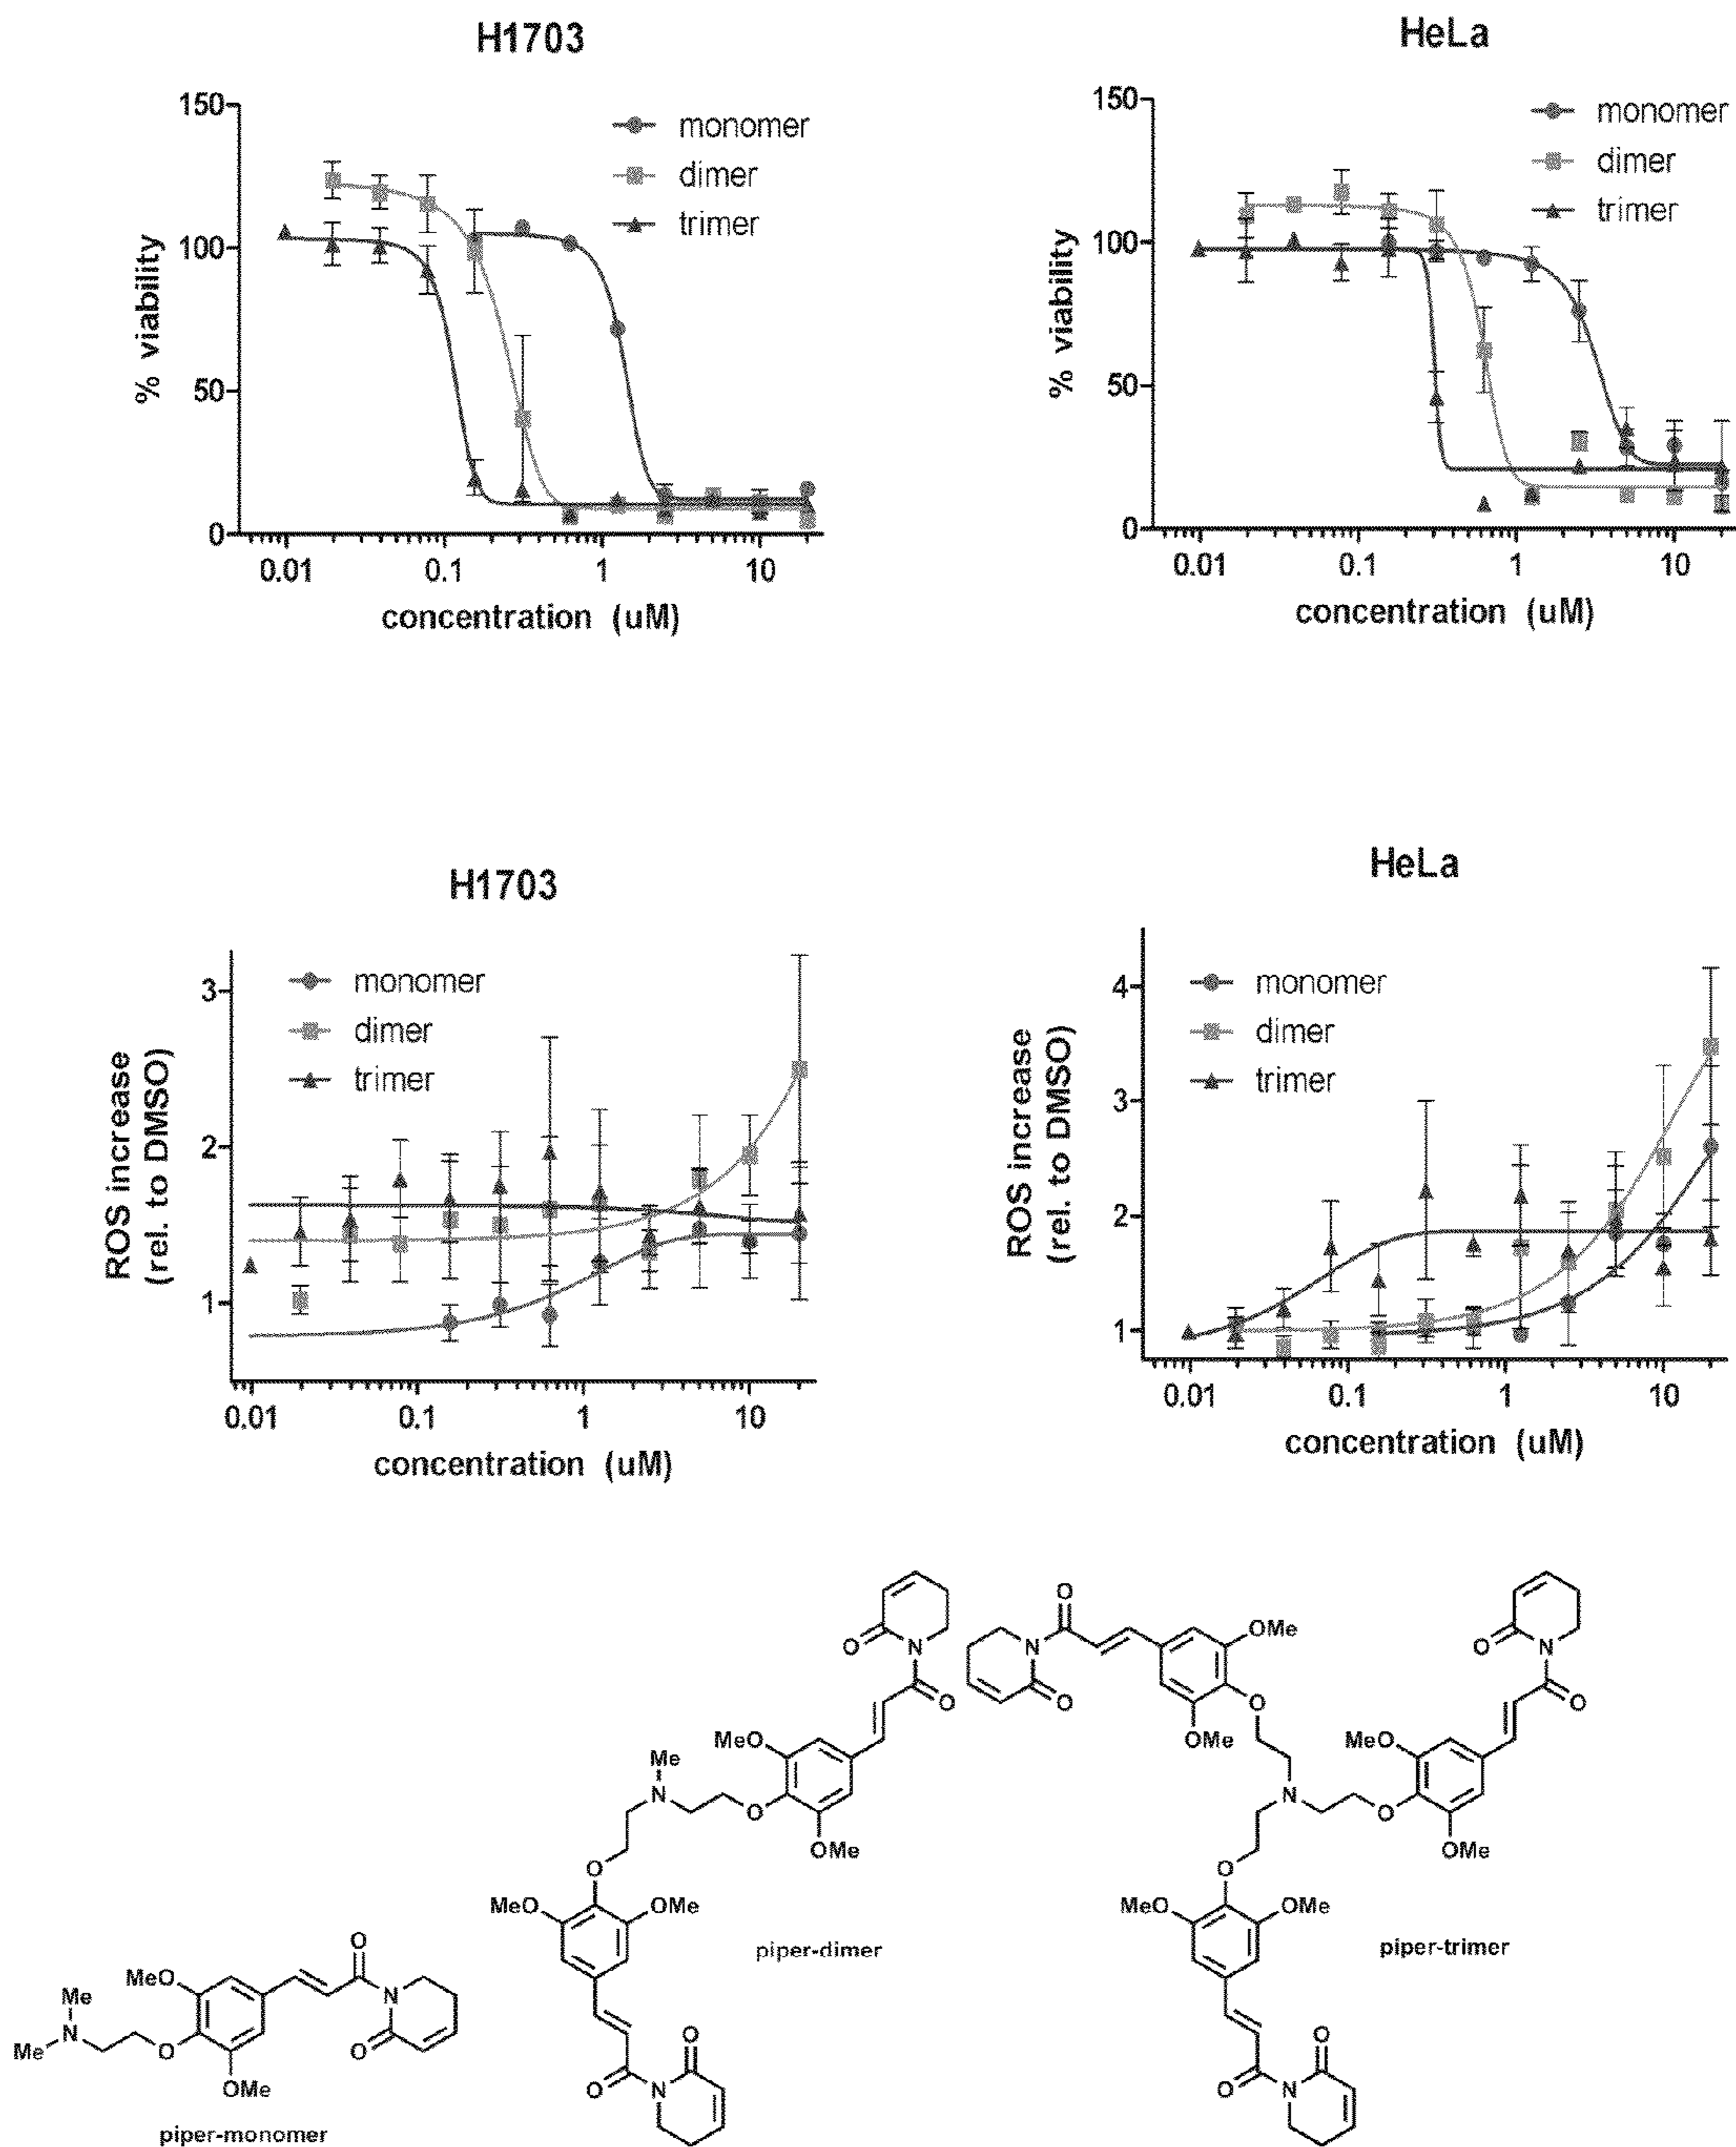 H1703
150
100
50
0
% viability
monomer
dimer
trimer
0.01 0.1 1 10
concentration (uM)
HeLa
150
100
50
0
% viability
monomer
dimer
trimer
0.01 0.1 1 10
concentration (uM)
H1703
3
2
1
ROS increase
(rel. to DMSO)
monomer
dimer
trimer
0.01 0.1 1 10
concentration (uM)
HeLa
4
3
2
1
ROS increase
(rel. to DMSO)
monomer
dimer
trimer
0.01 0.1 1 10
concentration (uM)
O
MeO
N
Me
N
Me
O
O
OMe
piper-monomer
O
N
O
MeO
Me
N
O
OMe
O
MeO
OMe
piper-dimer
O
O
N
O
OMe
N
O
O
OMe
O
N
O
MeO
N
O
OMe
O
MeO
OMe
piper-trimer
O
O
N